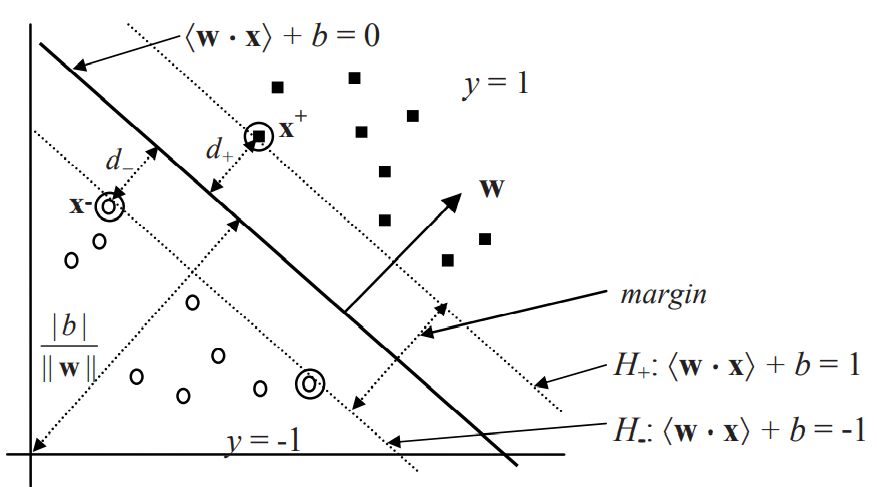 ⟨w · x⟩ + b = 0
y = 1
x⁺
d₊
d₋
x-
w
margin
|b|
|| w ||
H₊: ⟨w · x⟩ + b = 1
H₋: ⟨w · x⟩ + b = -1
y = -1